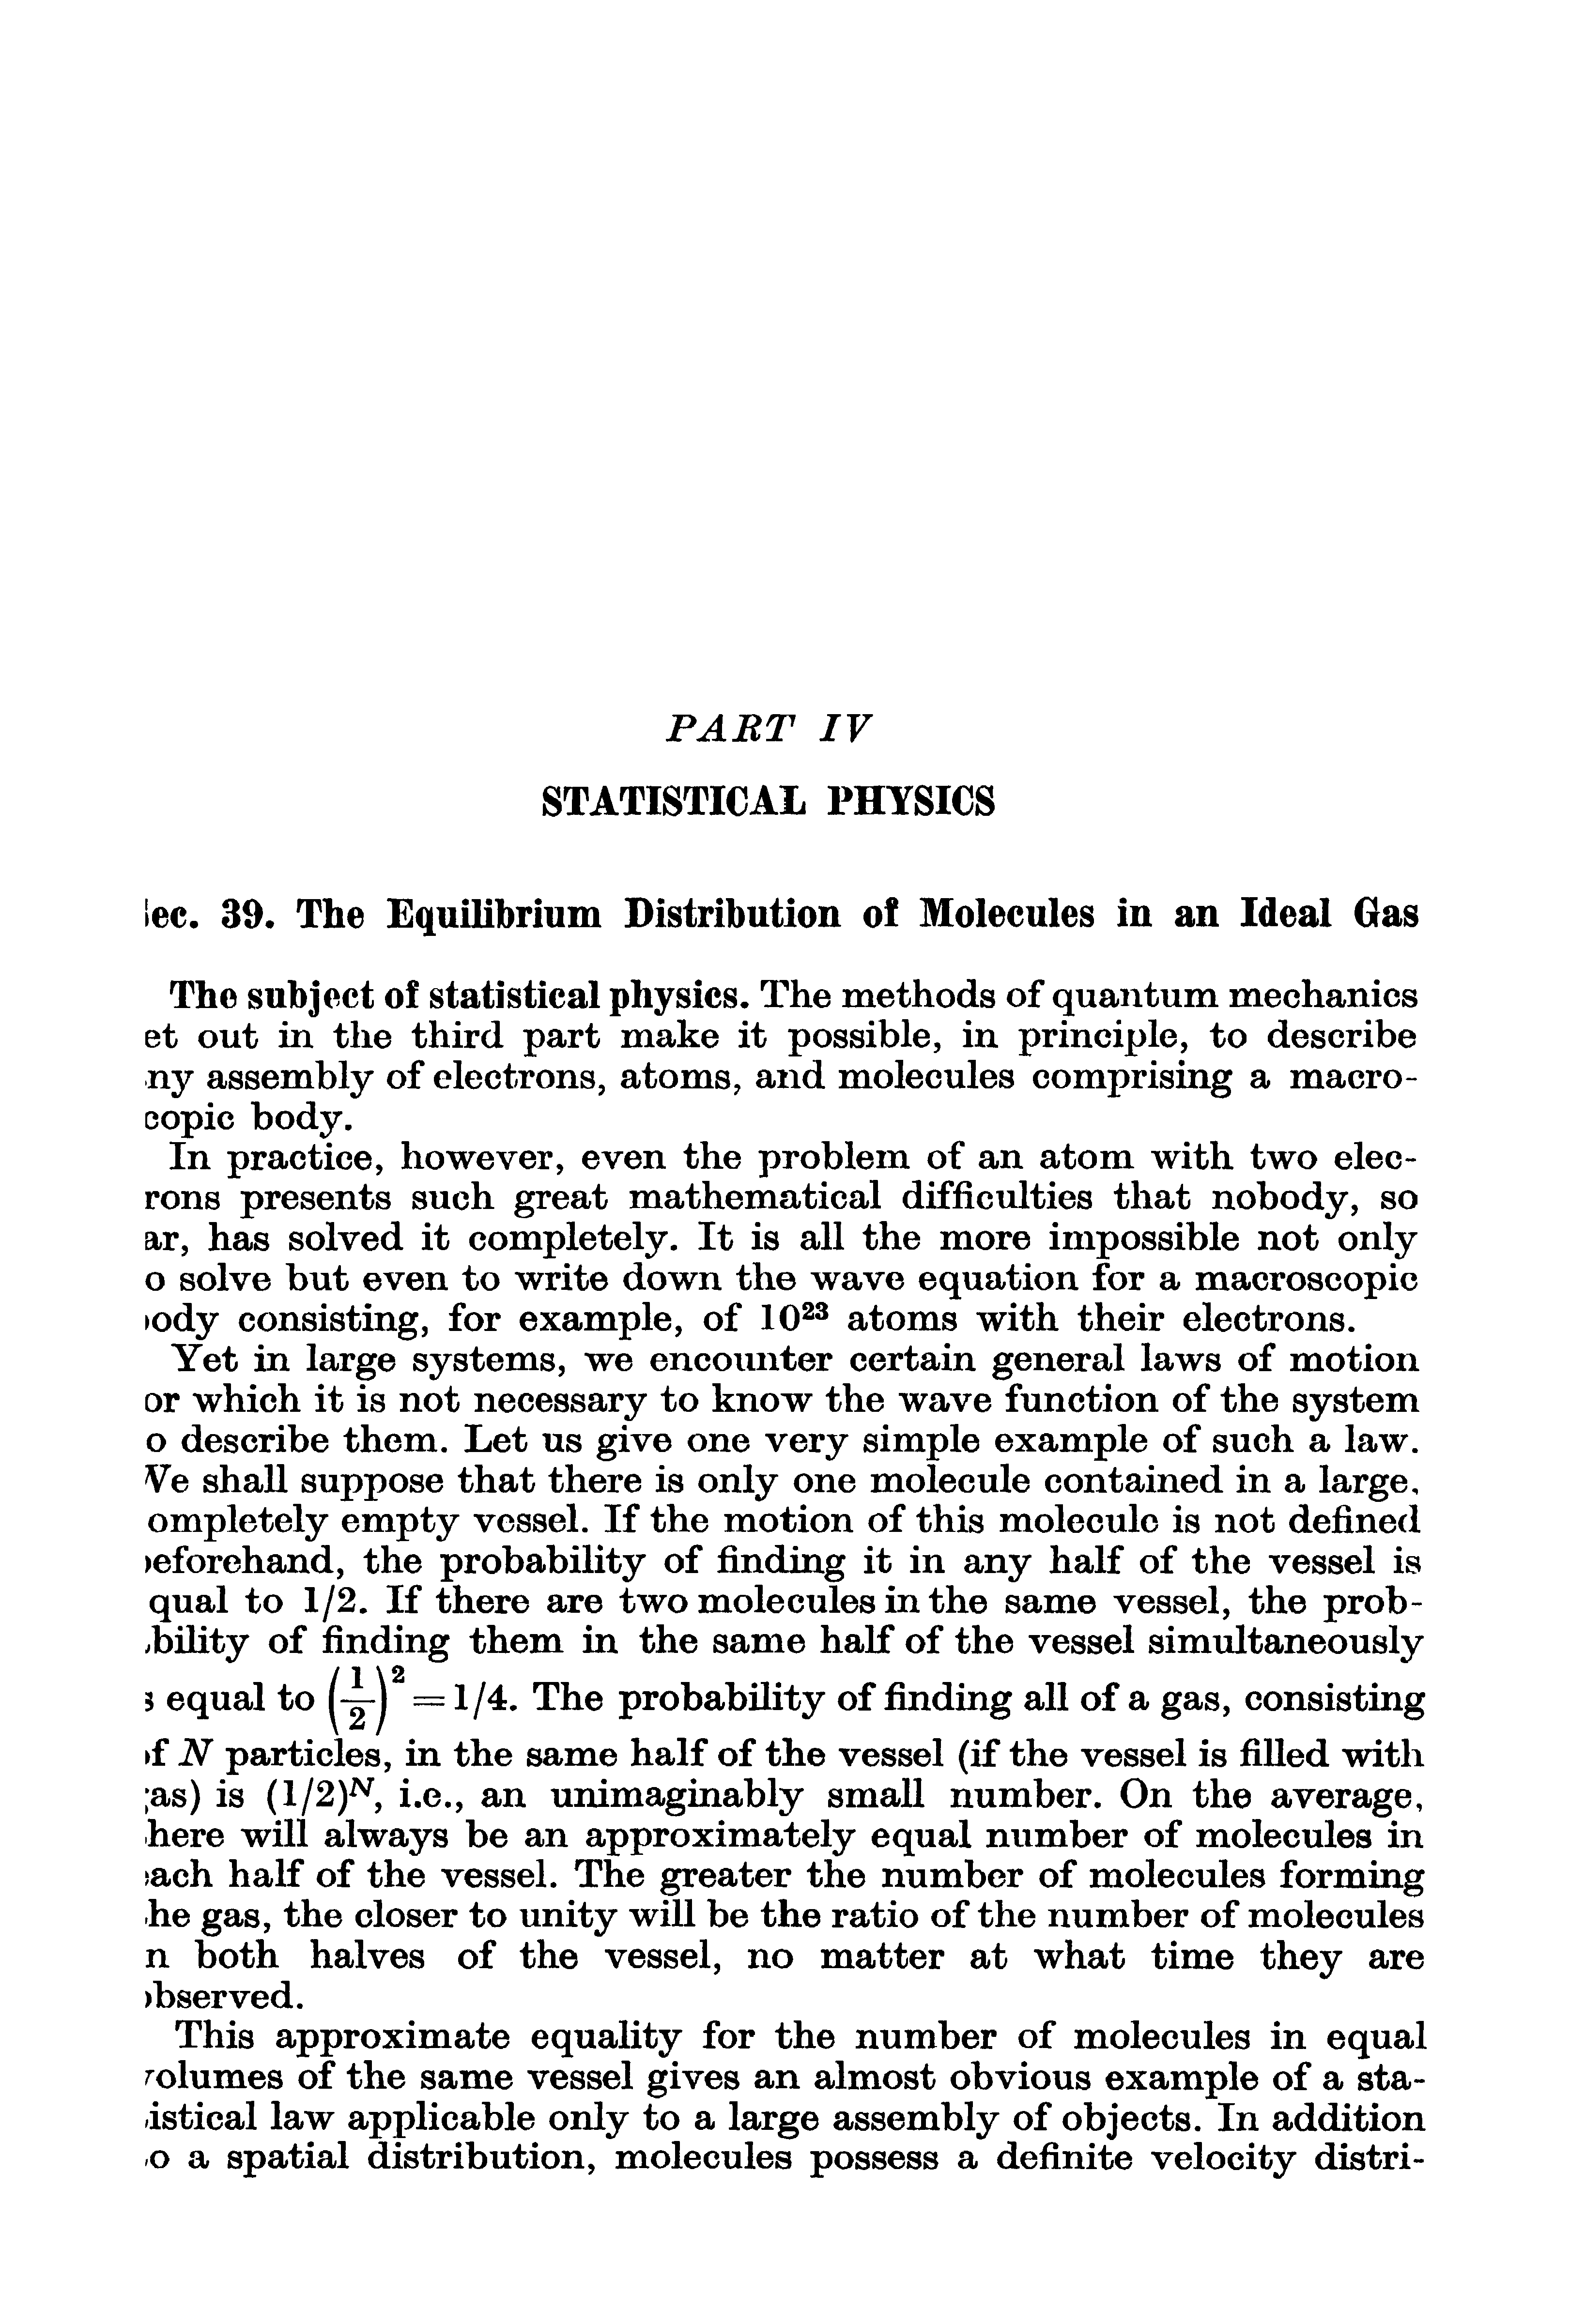 PART IV
STATISTICAL PHYSICS
ec. 39. The Equilibrium Distribution of Molecules in an Ideal Gas
The subject of statistical physics. The methods of quantum mechanics
et out in the third part make it possible, in principle, to describe
ny assembly of electrons, atoms, and molecules comprising a macro-
copic body.
In practice, however, even the problem of an atom with two elec-
rons presents such great mathematical difficulties that nobody, so
ar, has solved it completely. It is all the more impossible not only
o solve but even to write down the wave equation for a macroscopic
ody consisting, for example, of 10²³ atoms with their electrons.
Yet in large systems, we encounter certain general laws of motion
or which it is not necessary to know the wave function of the system
o describe them. Let us give one very simple example of such a law.
We shall suppose that there is only one molecule contained in a large,
ompletely empty vessel. If the motion of this molecule is not defined
eforehand, the probability of finding it in any half of the vessel is
qual to 1/2. If there are two molecules in the same vessel, the prob-
bility of finding them in the same half of the vessel simultaneously
s equal to (1/2)² = 1/4. The probability of finding all of a gas, consisting
f N particles, in the same half of the vessel (if the vessel is filled with
as) is (1/2)ᴺ, i.e., an unimaginably small number. On the average,
here will always be an approximately equal number of molecules in
ach half of the vessel. The greater the number of molecules forming
he gas, the closer to unity will be the ratio of the number of molecules
n both halves of the vessel, no matter at what time they are
bserved.
This approximate equality for the number of molecules in equal
olumes of the same vessel gives an almost obvious example of a sta-
istical law applicable only to a large assembly of objects. In addition
o a spatial distribution, molecules possess a definite velocity distri-